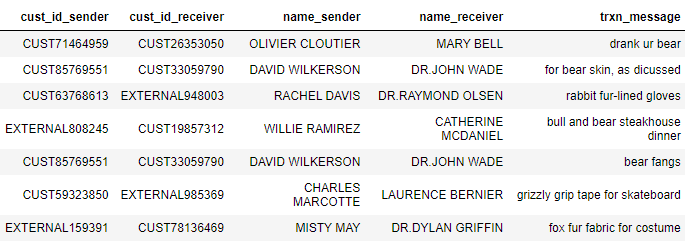 cust_id_sender cust_id_receiver name_sender name_receiver trxn_message
CUST71464959 CUST26353050 OLIVIER CLOUTIER MARY BELL drank ur bear
CUST85769551 CUST33059790 DAVID WILKERSON DR.JOHN WADE for bear skin, as dicussed
CUST63768613 EXTERNAL948003 RACHEL DAVIS DR.RAYMOND OLSEN rabbit fur-lined gloves
EXTERNAL808245 CUST19857312 WILLIE RAMIREZ CATHERINE MCDANIEL bull and bear steakhouse dinner
CUST85769551 CUST33059790 DAVID WILKERSON DR.JOHN WADE bear fangs
CUST59323850 EXTERNAL985369 CHARLES MARCOTTE LAURENCE BERNIER grizzly grip tape for skateboard
EXTERNAL159391 CUST78136469 MISTY MAY DR.DYLAN GRIFFIN fox fur fabric for costume